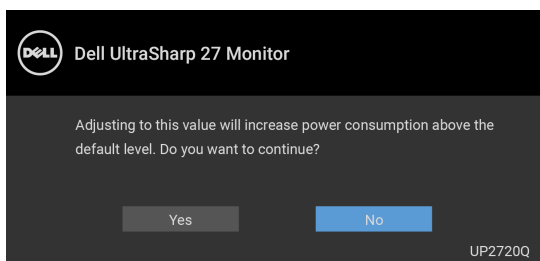 DELL
Dell UltraSharp 27 Monitor
Adjusting to this value will increase power consumption above the
default level. Do you want to continue?
Yes
No
UP2720Q